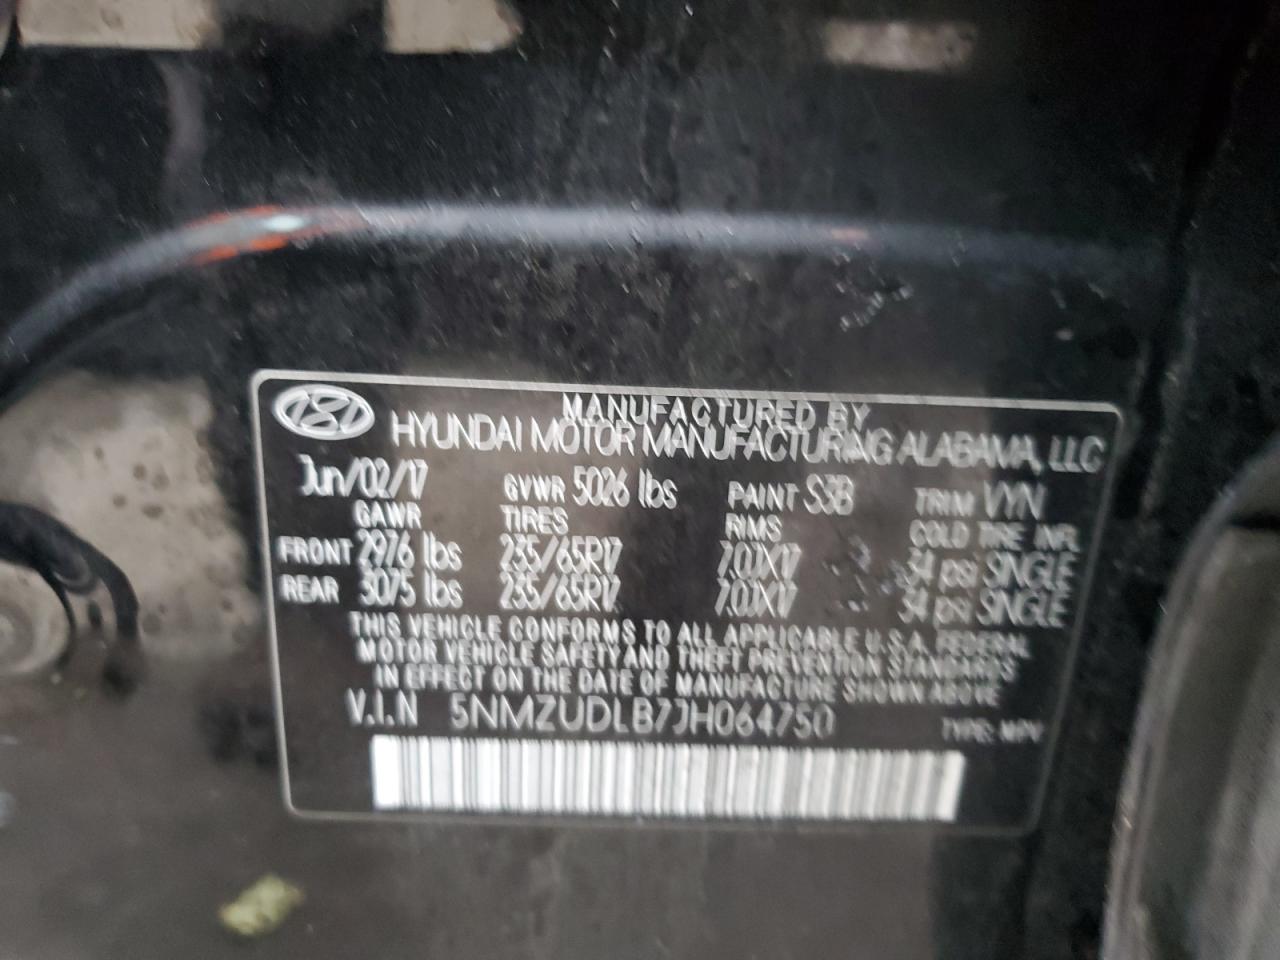 MANUFACTURED BY
HYUNDAI MOTOR MANUFACTURING ALABAMA, LLC
Jun/02/17 GVWR 5026 lbs PAINT S3B TRIM VYN
GAWR TIRES RIMS COLD TIRE INFL
FRONT 2976 lbs 235/65R17 7.0JX17 34 psi SINGLE
REAR 3075 lbs 235/65R17 7.0JX17 34 psi SINGLE
THIS VEHICLE CONFORMS TO ALL APPLICABLE U.S.A. FEDERAL
MOTOR VEHICLE SAFETY AND THEFT PREVENTION STANDARDS
IN EFFECT ON THE DATE OF MANUFACTURE SHOWN ABOVE
V.I.N 5NMZUDLB7JH064750 TYPE: MPV